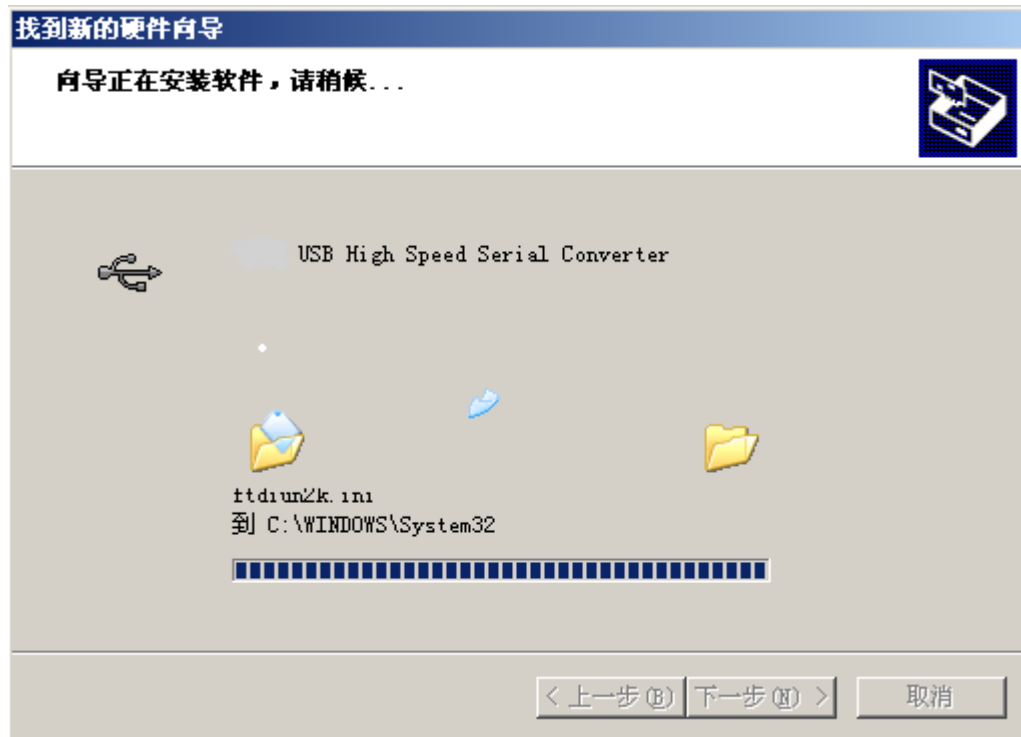 找到新的硬件向导
向导正在安装软件，请稍候...
USB High Speed Serial Converter
ftdiun2k.ini
到 C:\WINDOWS\System32
< 上一步(B)
下一步(N) >
取消